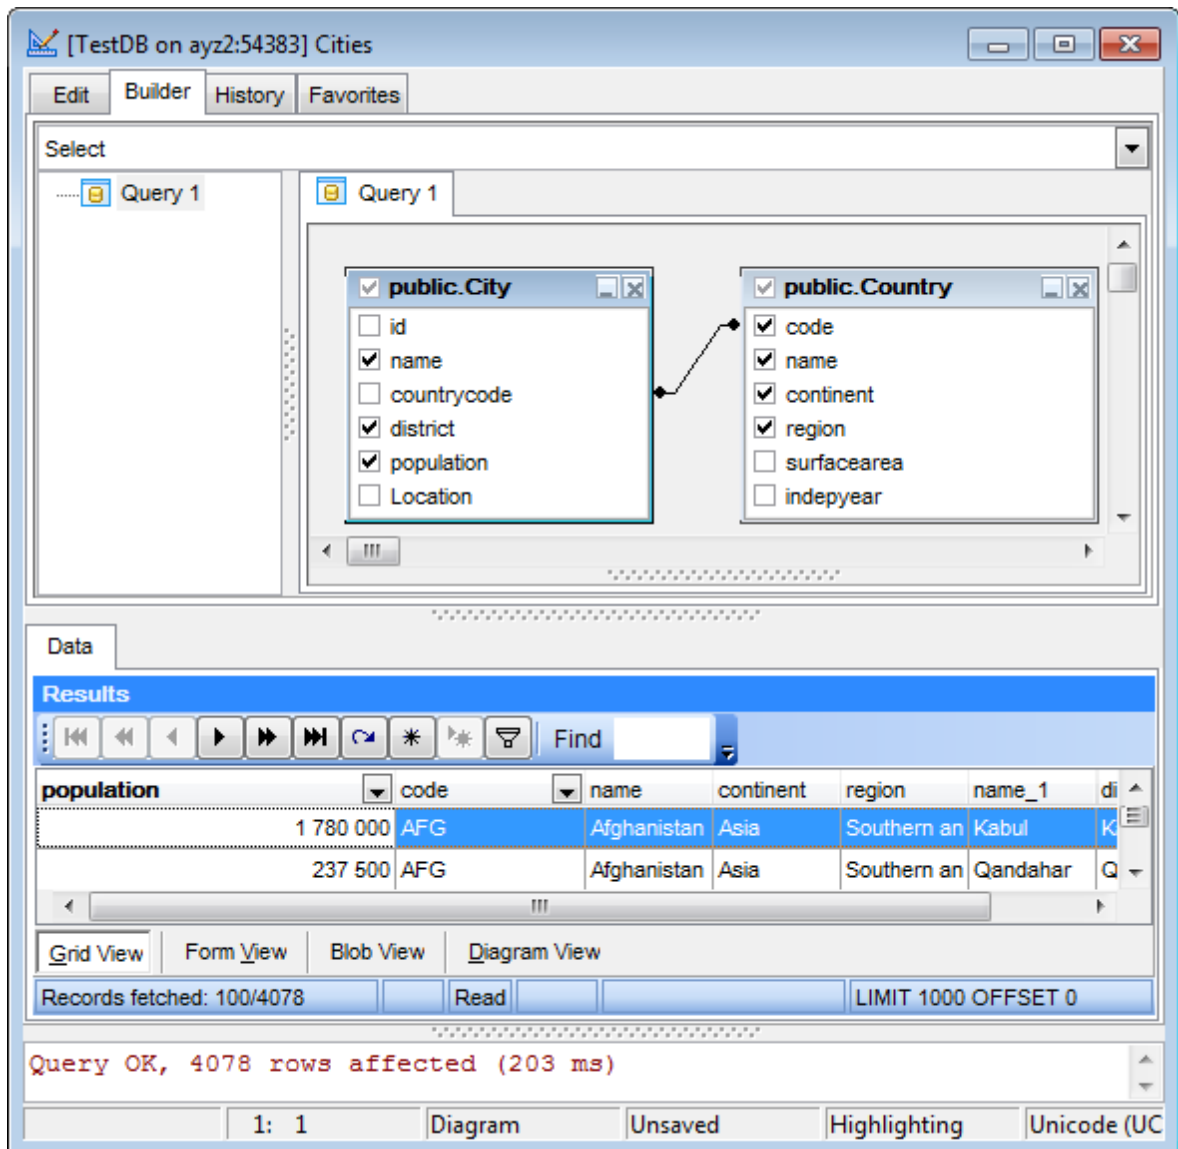 [TestDB on ayz2:54383] Cities
Edit Builder History Favorites
Select
Query 1
Query 1
public.City
id
name
countrycode
district
population
Location
public.Country
code
name
continent
region
surfacearea
indepyear
Data
Results
Find
population code name continent region name_1 di
1 780 000 AFG Afghanistan Asia Southern an Kabul K
237 500 AFG Afghanistan Asia Southern an Qandahar Q
Grid View Form View Blob View Diagram View
Records fetched: 100/4078 Read LIMIT 1000 OFFSET 0
Query OK, 4078 rows affected (203 ms)
1: 1 Diagram Unsaved Highlighting Unicode (UC